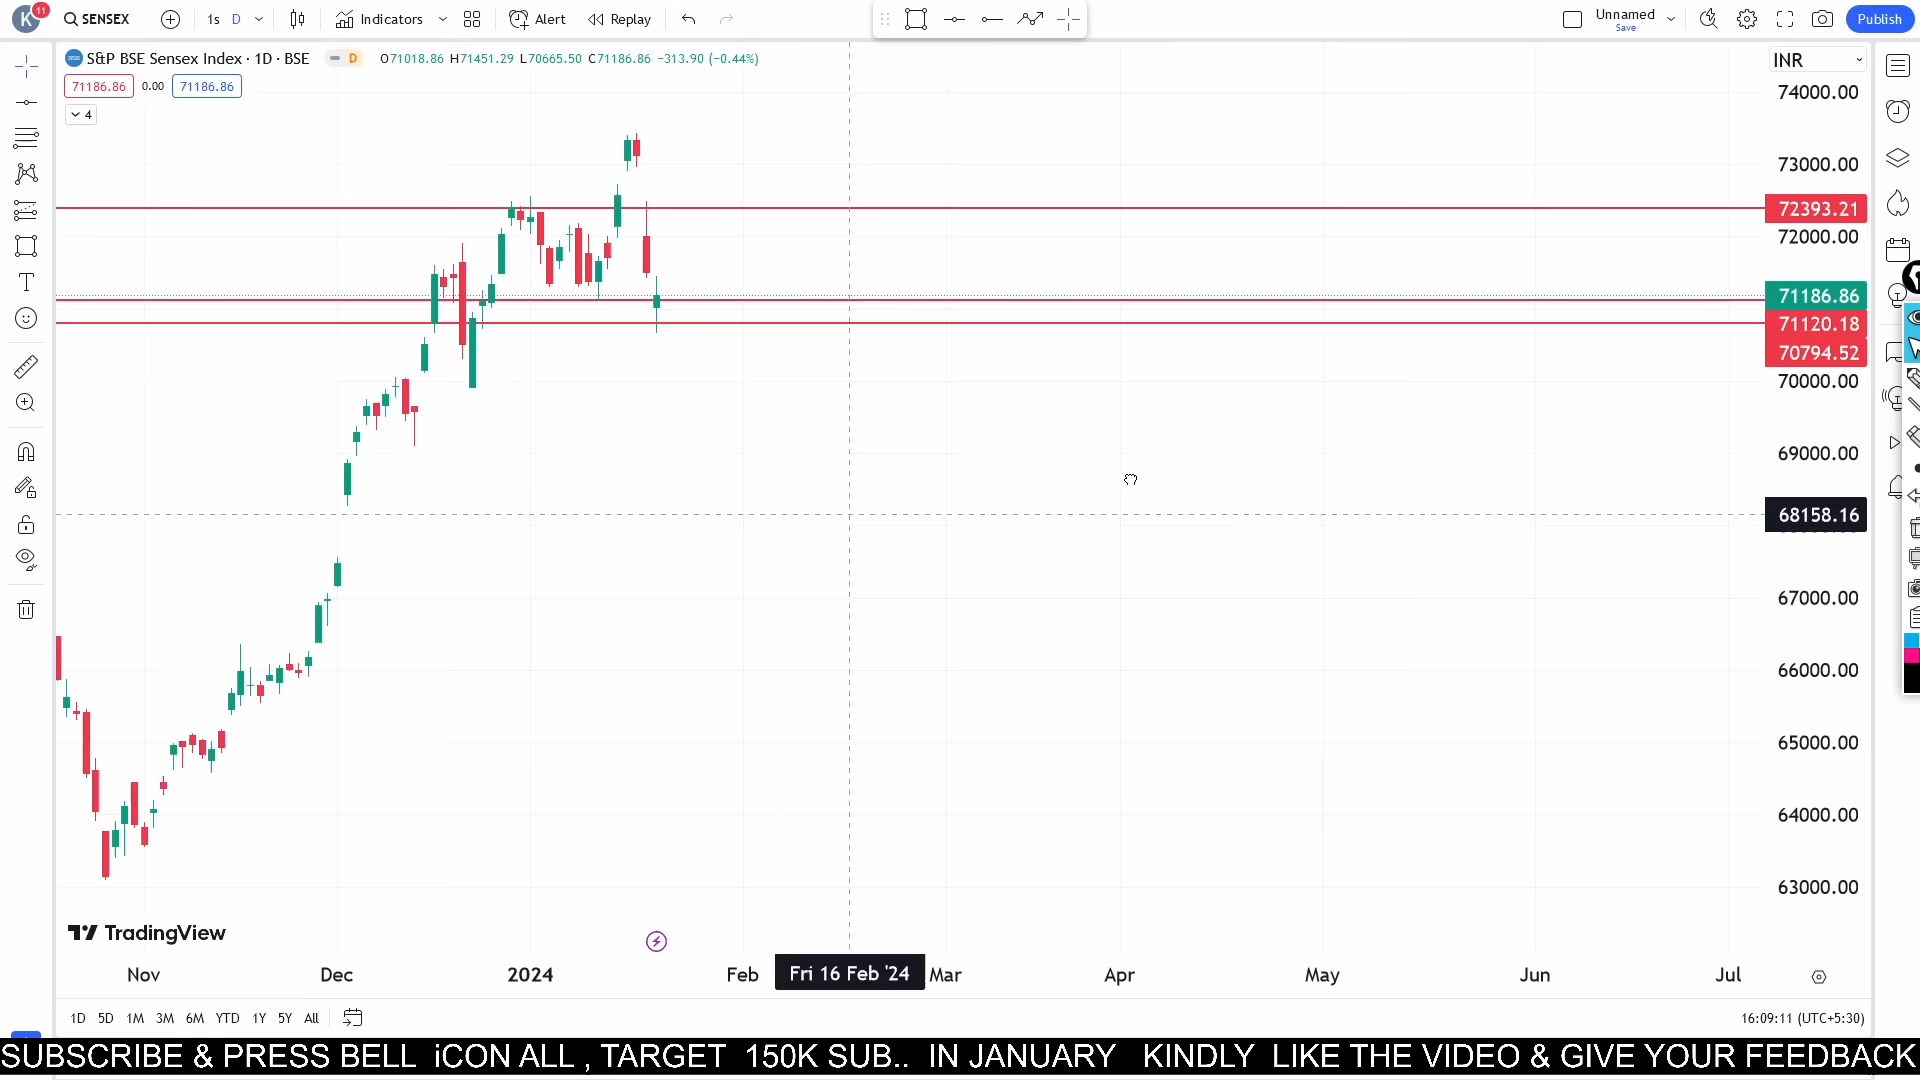 K 11 SENSEX 1s D Indicators Alert Replay Unnamed Save Publish
S&P BSE Sensex Index · 1D · BSE D O71018.86 H71451.29 L70665.50 C71186.86 −313.90 (−0.44%) INR
71186.86 0.00 71186.86
4
74000.00
73000.00
72393.21
72000.00
71186.86
71120.18
70794.52
70000.00
69000.00
68158.16
67000.00
66000.00
65000.00
64000.00
63000.00
TradingView
Nov Dec 2024 Feb Fri 16 Feb '24 Mar Apr May Jun Jul
1D 5D 1M 3M 6M YTD 1Y 5Y All 16:09:11 (UTC+5:30)
SUBSCRIBE & PRESS BELL iCON ALL , TARGET 150K SUB.. IN JANUARY KINDLY LIKE THE VIDEO & GIVE YOUR FEEDBACK